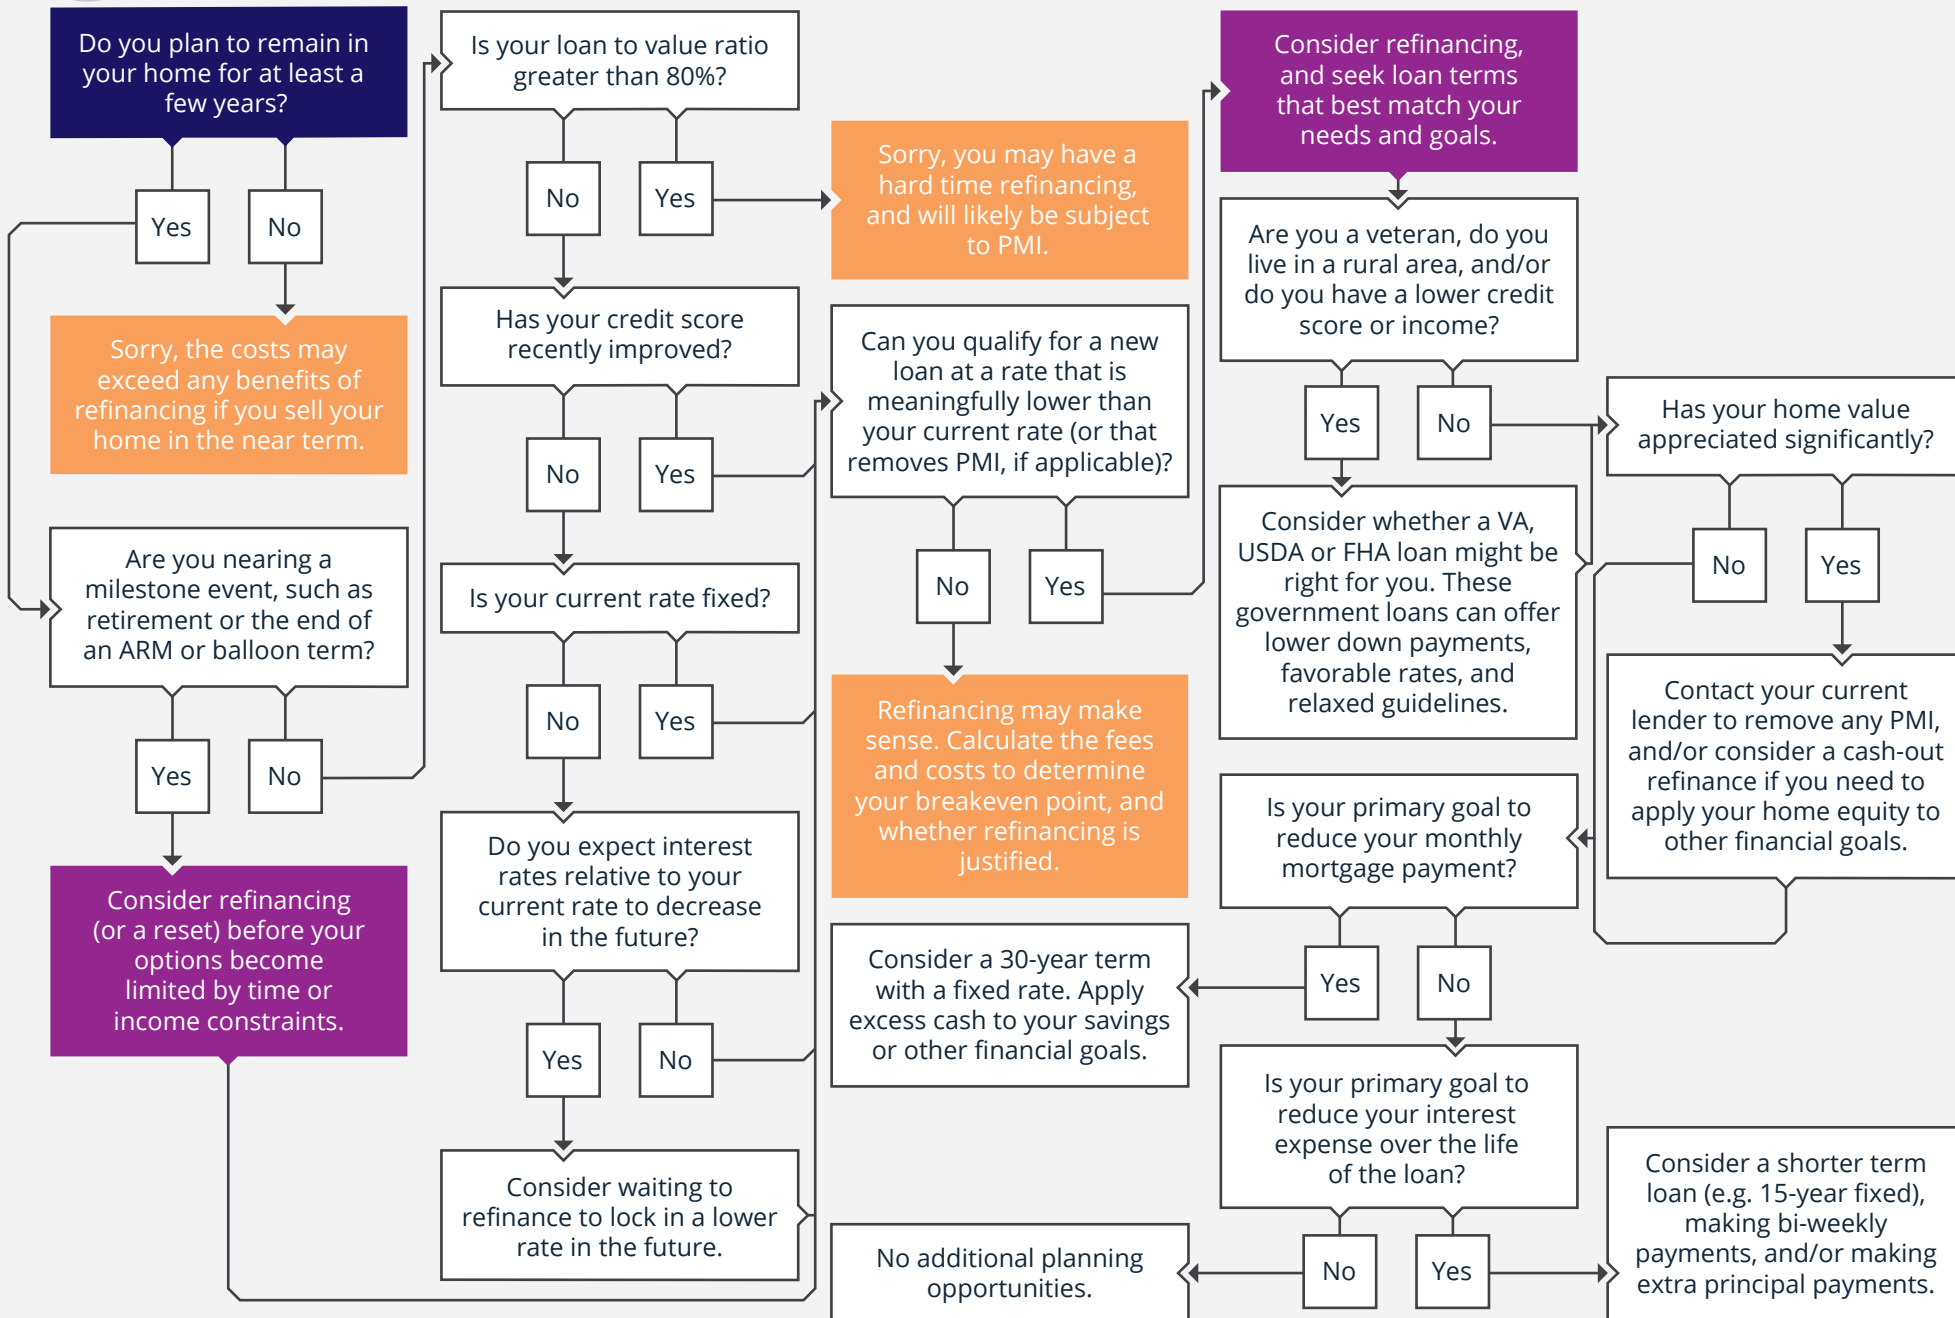 Do you plan to remain in
your home for at least a
few years?
Yes
No
Sorry, the costs may
exceed any benefits of
refinancing if you sell your
home in the near term.
Are you nearing a
milestone event, such as
retirement or the end of
an ARM or balloon term?
Yes
No
Consider refinancing
(or a reset) before your
options become
limited by time or
income constraints.
Is your loan to value ratio
greater than 80%?
No
Yes
Has your credit score
recently improved?
No
Yes
Is your current rate fixed?
No
Yes
Do you expect interest
rates relative to your
current rate to decrease
in the future?
Yes
No
Consider waiting to
refinance to lock in a lower
rate in the future.
Sorry, you may have a
hard time refinancing,
and will likely be subject
to PMI.
Can you qualify for a new
loan at a rate that is
meaningfully lower than
your current rate (or that
removes PMI, if applicable)?
No
Yes
Refinancing may make
sense. Calculate the fees
and costs to determine
your breakeven point, and
whether refinancing is
justified.
Consider a 30-year term
with a fixed rate. Apply
excess cash to your savings
or other financial goals.
No additional planning
opportunities.
Consider refinancing,
and seek loan terms
that best match your
needs and goals.
Are you a veteran, do you
live in a rural area, and/or
do you have a lower credit
score or income?
Yes
No
Consider whether a VA,
USDA or FHA loan might be
right for you. These
government loans can offer
lower down payments,
favorable rates, and
relaxed guidelines.
Is your primary goal to
reduce your monthly
mortgage payment?
Yes
No
Is your primary goal to
reduce your interest
expense over the life
of the loan?
No
Yes
Has your home value
appreciated significantly?
No
Yes
Contact your current
lender to remove any PMI,
and/or consider a cash-out
refinance if you need to
apply your home equity to
other financial goals.
Consider a shorter term
loan (e.g. 15-year fixed),
making bi-weekly
payments, and/or making
extra principal payments.